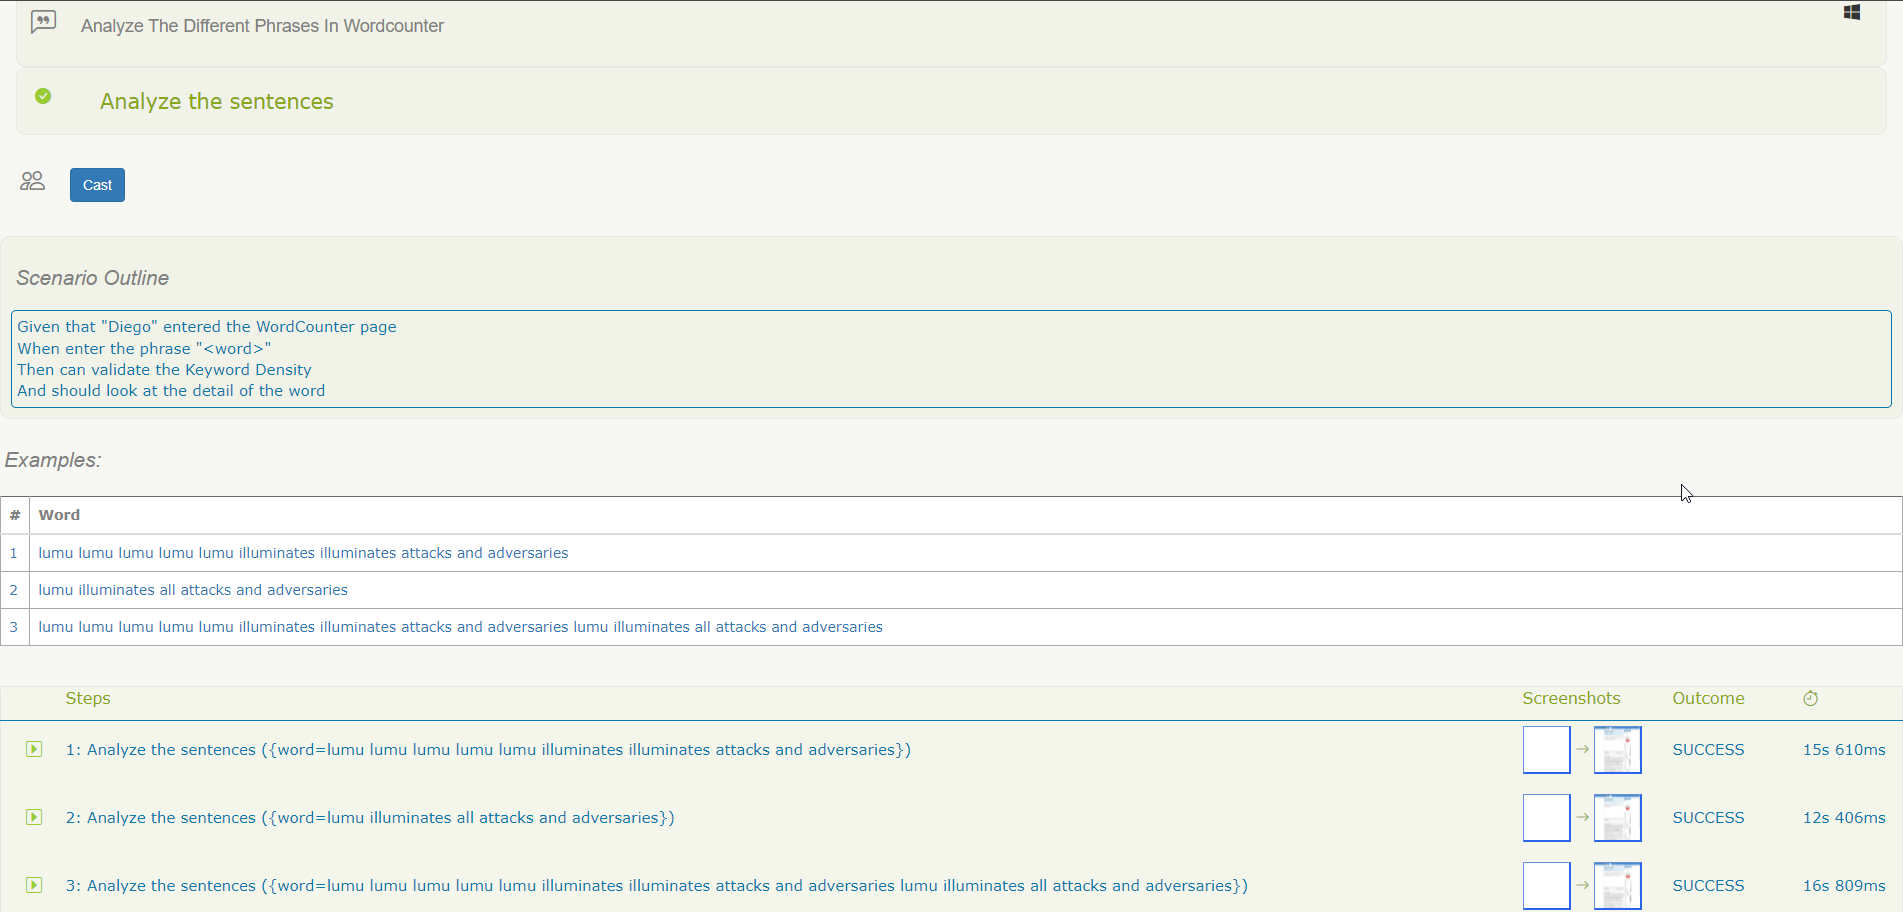 Analyze The Different Phrases In Wordcounter
Analyze the sentences
Cast
Scenario Outline
Given that "Diego" entered the WordCounter page
When enter the phrase "<word>"
Then can validate the Keyword Density
And should look at the detail of the word
Examples:
# Word
1 lumu lumu lumu lumu lumu illuminates illuminates attacks and adversaries
2 lumu illuminates all attacks and adversaries
3 lumu lumu lumu lumu lumu illuminates illuminates attacks and adversaries lumu illuminates all attacks and adversaries
Steps Screenshots Outcome
1: Analyze the sentences ({word=lumu lumu lumu lumu lumu illuminates illuminates attacks and adversaries}) SUCCESS 15s 610ms
2: Analyze the sentences ({word=lumu illuminates all attacks and adversaries}) SUCCESS 12s 406ms
3: Analyze the sentences ({word=lumu lumu lumu lumu lumu illuminates illuminates attacks and adversaries lumu illuminates all attacks and adversaries}) SUCCESS 16s 809ms